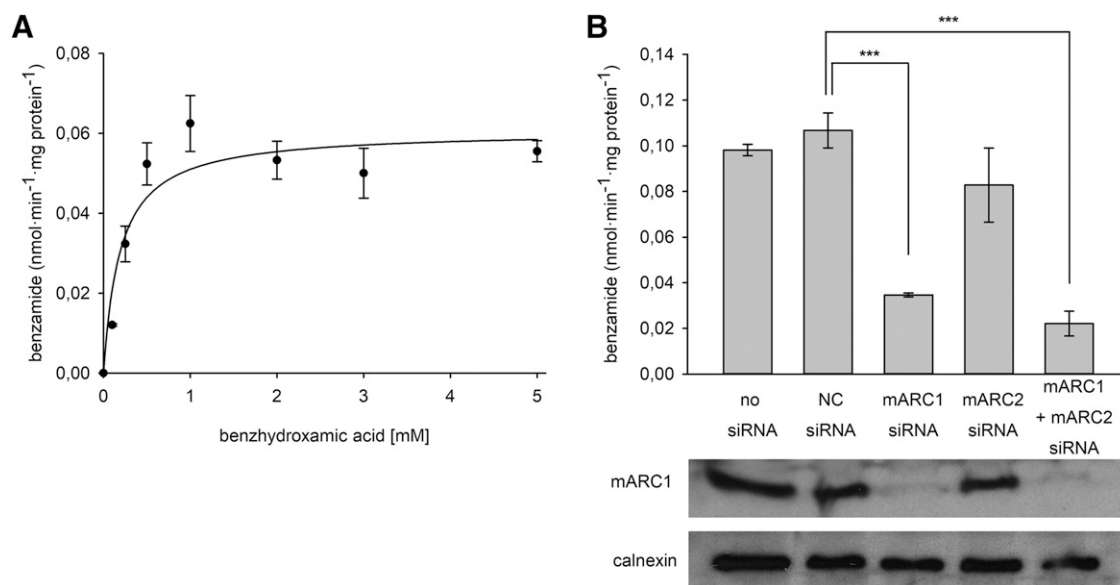 A
benzamide (nmol·min⁻¹·mg protein⁻¹)
0,08
0,06
0,04
0,02
0,00
0 1 2 3 4 5
benzhydroxamic acid [mM]
B
benzamide (nmol·min⁻¹·mg protein⁻¹)
***
***
0,14
0,12
0,10
0,08
0,06
0,04
0,02
0,00
no siRNA
NC siRNA
mARC1 siRNA
mARC2 siRNA
mARC1
+ mARC2
siRNA
mARC1
calnexin